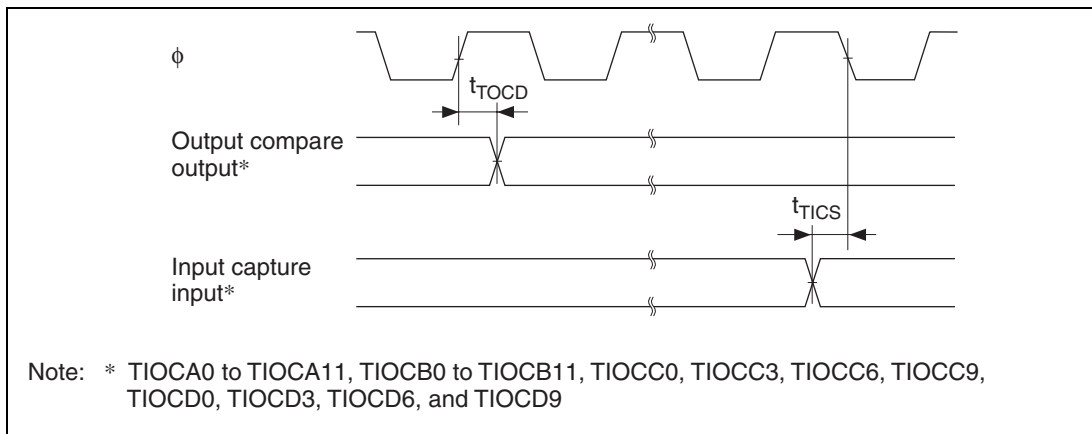 ϕ
tTOCD
Output compare
output*
tTICS
Input capture
input*
Note: * TIOCA0 to TIOCA11, TIOCB0 to TIOCB11, TIOCC0, TIOCC3, TIOCC6, TIOCC9,
TIOCD0, TIOCD3, TIOCD6, and TIOCD9